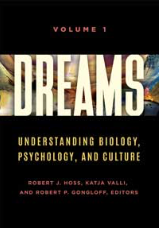 VOLUME 1
DREAMS
UNDERSTANDING BIOLOGY,
PSYCHOLOGY, AND CULTURE
ROBERT J. HOSS, KATJA VALLI,
AND ROBERT P. GONGLOFF, EDITORS